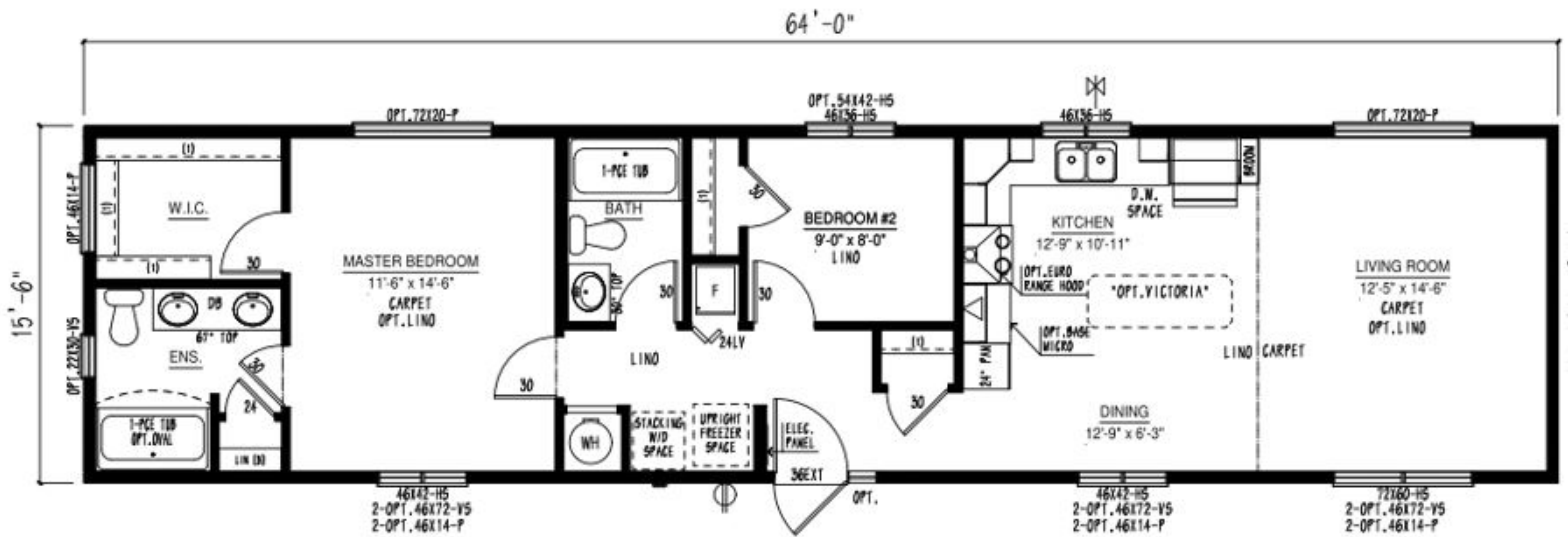 64'-0"
15'-6"
OPT.72X20-P
OPT.54X42-H5
46X36-H5
46X36-H5
OPT.72X20-P
OPT.46X14-P
(1)
(1)
W.I.C.
(1)
30
MASTER BEDROOM
11'-6" x 14'-6"
CARPET
OPT.LINO
1-PCE TUB
BATH
30" TOP
30
(1)
30
BEDROOM #2
9'-0" x 8'-0"
LINO
F
30
24LV
BROOM
D.W.
SPACE
KITCHEN
12'-9" x 10'-11"
OPT.EURO
RANGE HOOD
"OPT.VICTORIA"
OPT.BASE
MICRO
24" PAN
LIVING ROOM
12'-5" x 14'-6"
CARPET
OPT.LINO
LINO CARPET
OPT.22X30-V5
DB
67" TOP
ENS.
30
24
1-PCE TUB
OPT.OVAL
LIN (3)
30
LINO
WH
STACKING
W/D
SPACE
UPRIGHT
FREEZER
SPACE
ELEC.
PANEL
36EXT
(1)
30
DINING
12'-9" x 6'-3"
OPT.
46X42-H5
2-OPT.46X72-V5
2-OPT.46X14-P
46X42-H5
2-OPT.46X72-V5
2-OPT.46X14-P
72X60-H5
2-OPT.46X72-V5
2-OPT.46X14-P